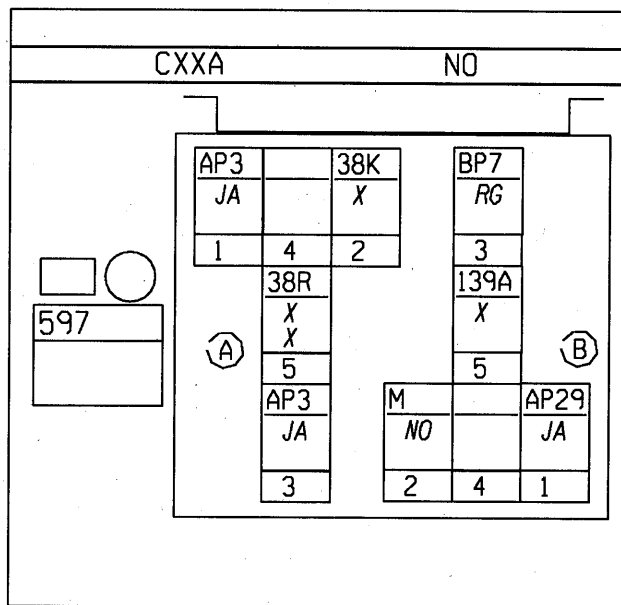 CXXA NO
AP3 38K BP7
JA X RG
1 4 2 3
38R 139A
X X
X
597
A B
5 5
AP3 M AP29
JA NO JA
3 2 4 1